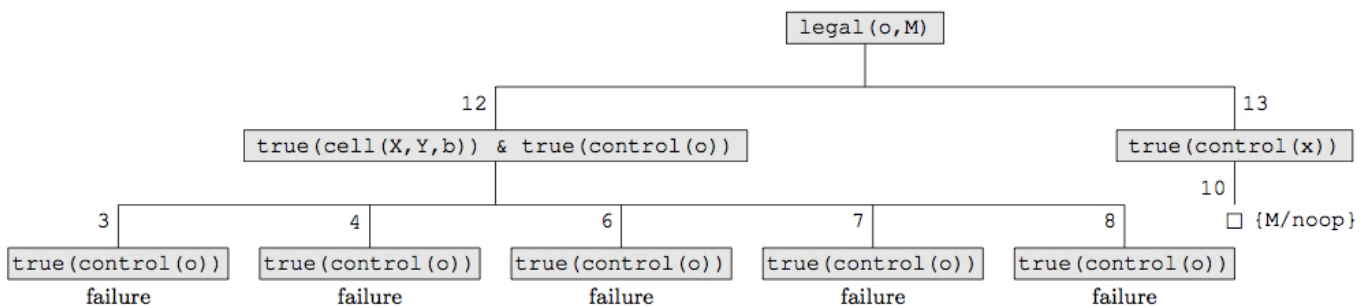 legal(o,M)
12
13
true(cell(X,Y,b)) & true(control(o))
true(control(x))
10
3
4
6
7
8
□ {M/noop}
true(control(o))
true(control(o))
true(control(o))
true(control(o))
true(control(o))
failure
failure
failure
failure
failure